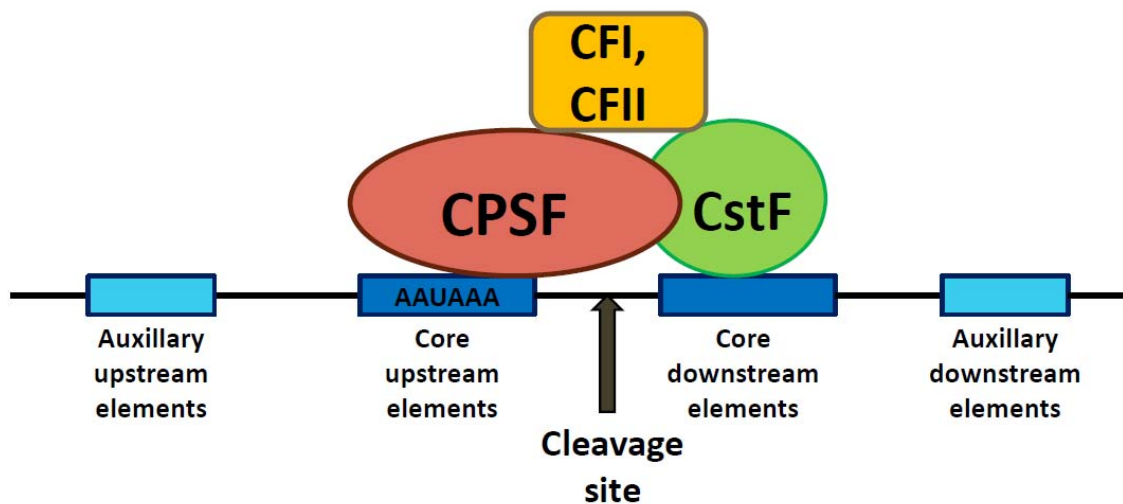 CFI,
CFII
CPSF
CstF
AAUAAA
Auxillary
upstream
elements
Core
upstream
elements
Core
downstream
elements
Auxillary
downstream
elements
Cleavage
site